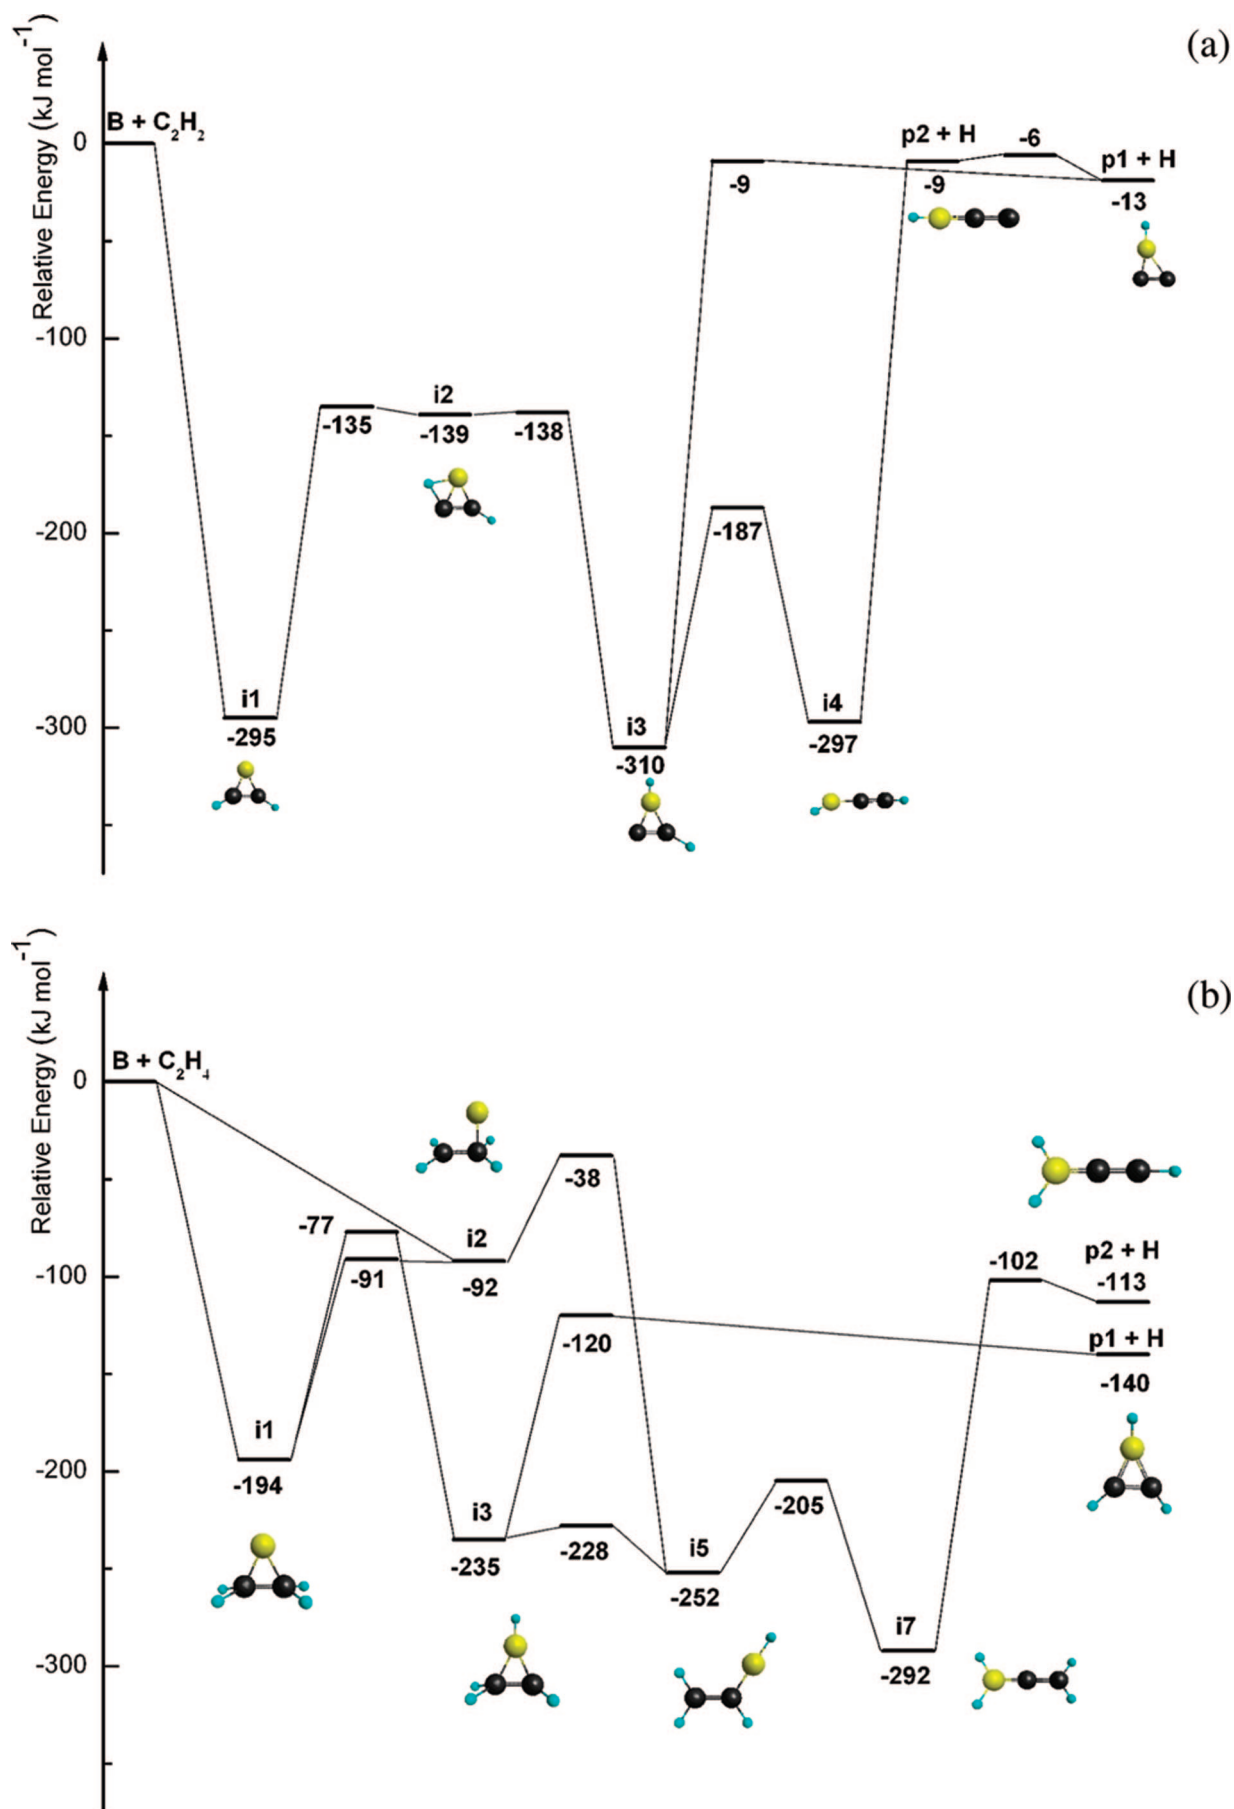 (a)
Relative Energy (kJ mol⁻¹)
B + C₂H₂
p2 + H
-6
p1 + H
0
-9
-9
-13
-100
i2
-135
-139
-138
-200
-187
i1
i3
i4
-300
-295
-310
-297
(b)
Relative Energy (kJ mol⁻¹)
B + C₂H₄
0
-38
-77
i2
-91
-92
-100
-102
p2 + H
-113
-120
p1 + H
-140
i1
-194
-200
i3
-205
-235
-228
i5
-252
i7
-292
-300